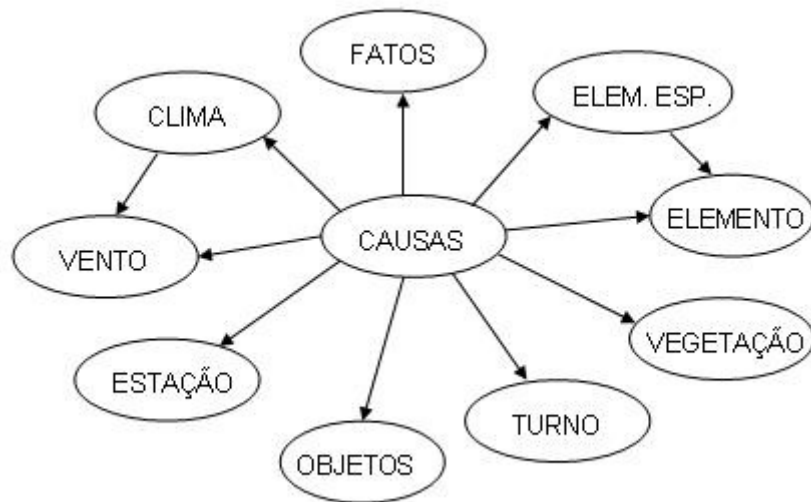 FATOS
ELEM. ESP.
CLIMA
ELEMENTO
CAUSAS
VENTO
VEGETAÇÃO
ESTAÇÃO
TURNO
OBJETOS